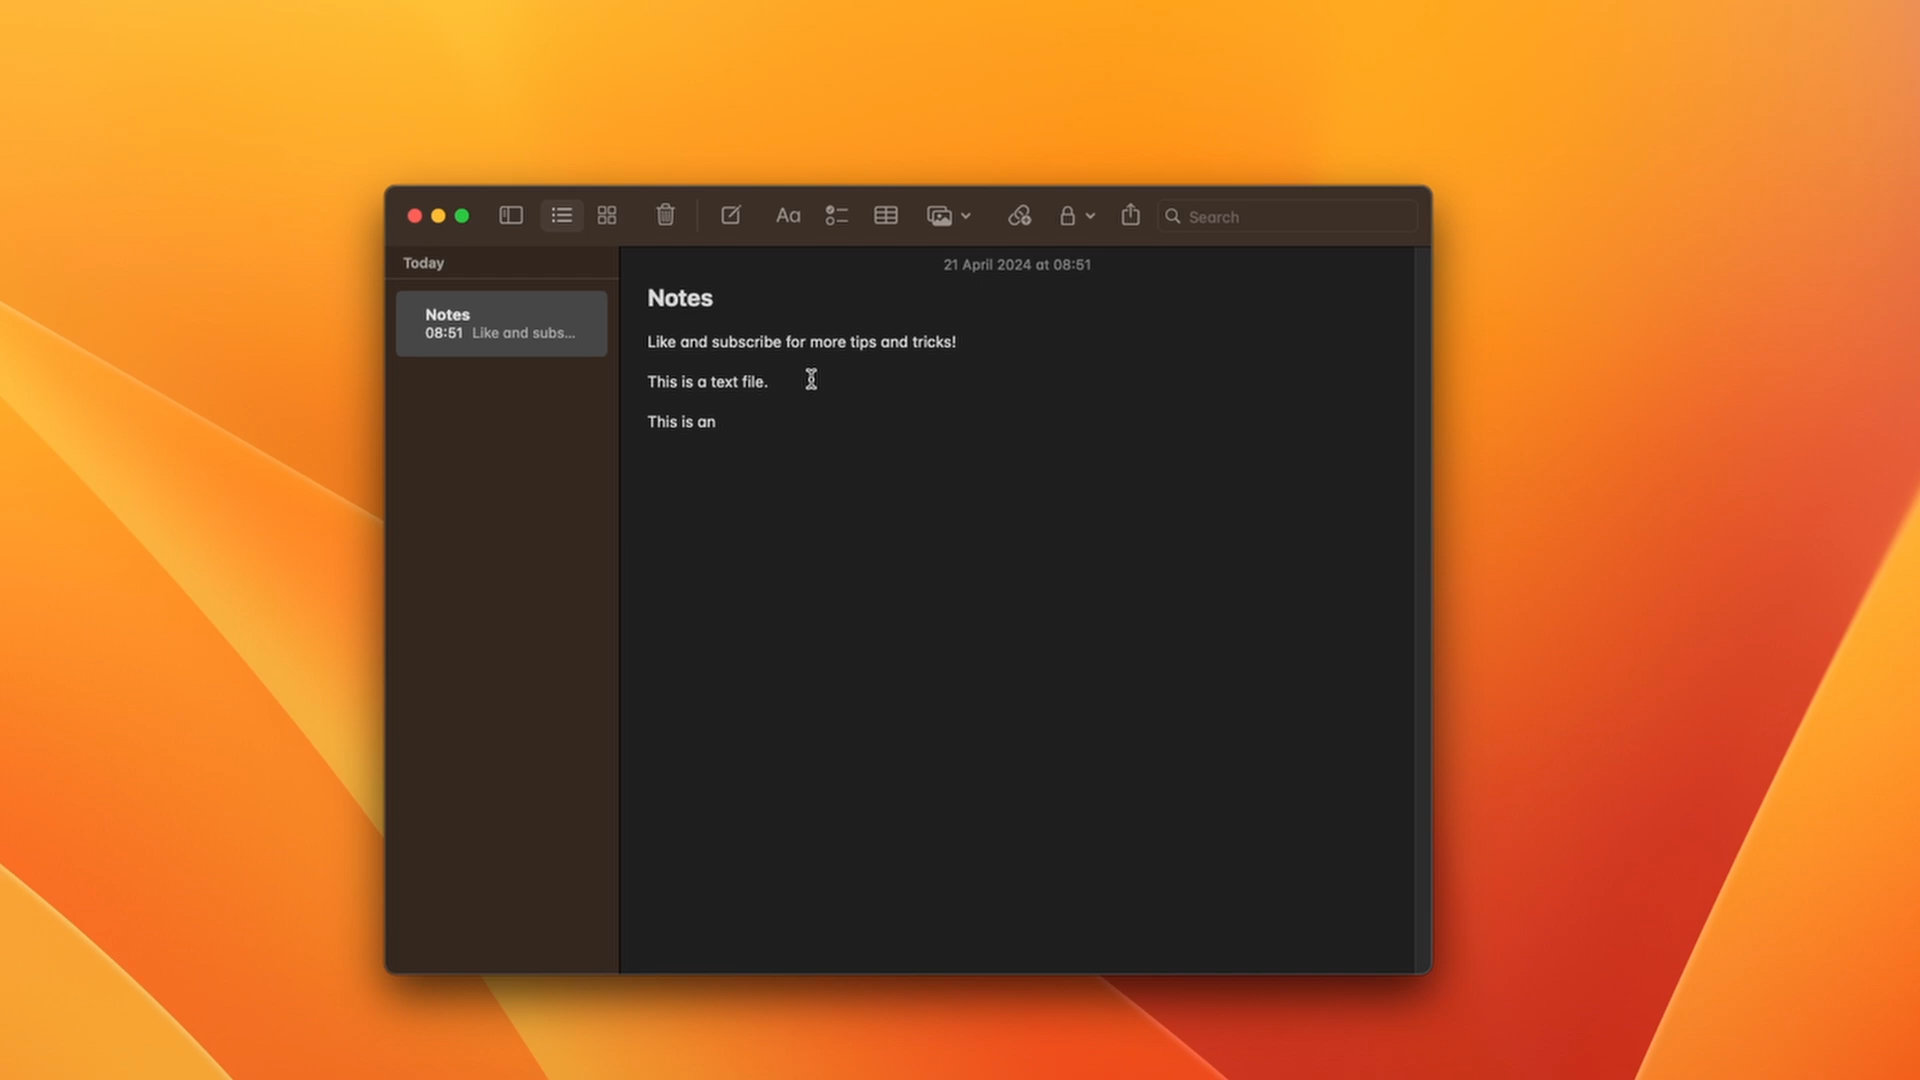 Aa
Search
Today
21 April 2024 at 08:51
Notes
08:51 Like and subs...
Notes
Like and subscribe for more tips and tricks!
This is a text file.
This is an